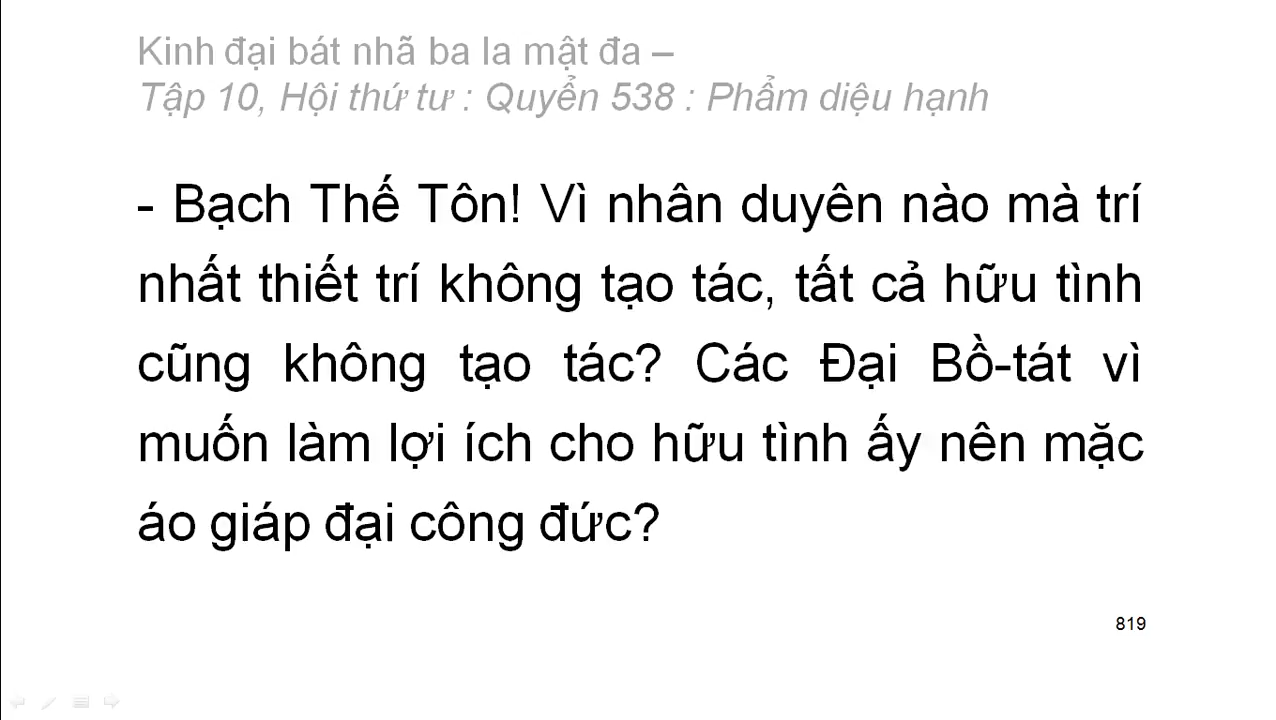 Kinh đại bát nhã ba la mật đa –
Tập 10, Hội thứ tư : Quyển 538 : Phẩm diệu hạnh
- Bạch Thế Tôn! Vì nhân duyên nào mà trí
nhất thiết trí không tạo tác, tất cả hữu tình
cũng không tạo tác? Các Đại Bồ-tát vì
muốn làm lợi ích cho hữu tình ấy nên mặc
áo giáp đại công đức?
819